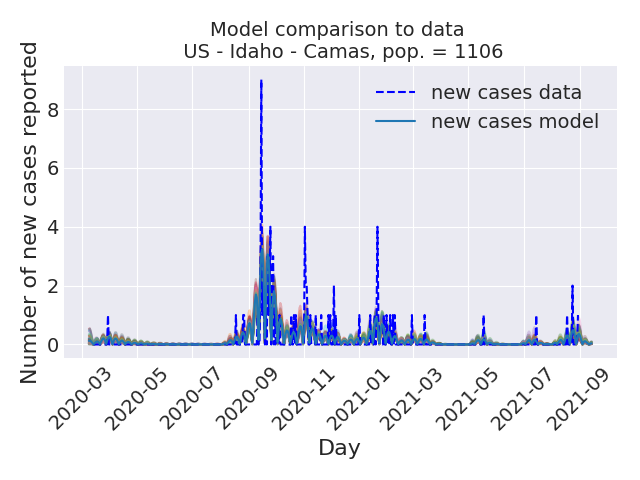 Model comparison to data
US - Idaho - Camas, pop. = 1106
Number of new cases reported
8
6
4
2
0
new cases data
new cases model
2020-03
2020-05
2020-07
2020-09
2020-11
2021-01
2021-03
2021-05
2021-07
2021-09
Day